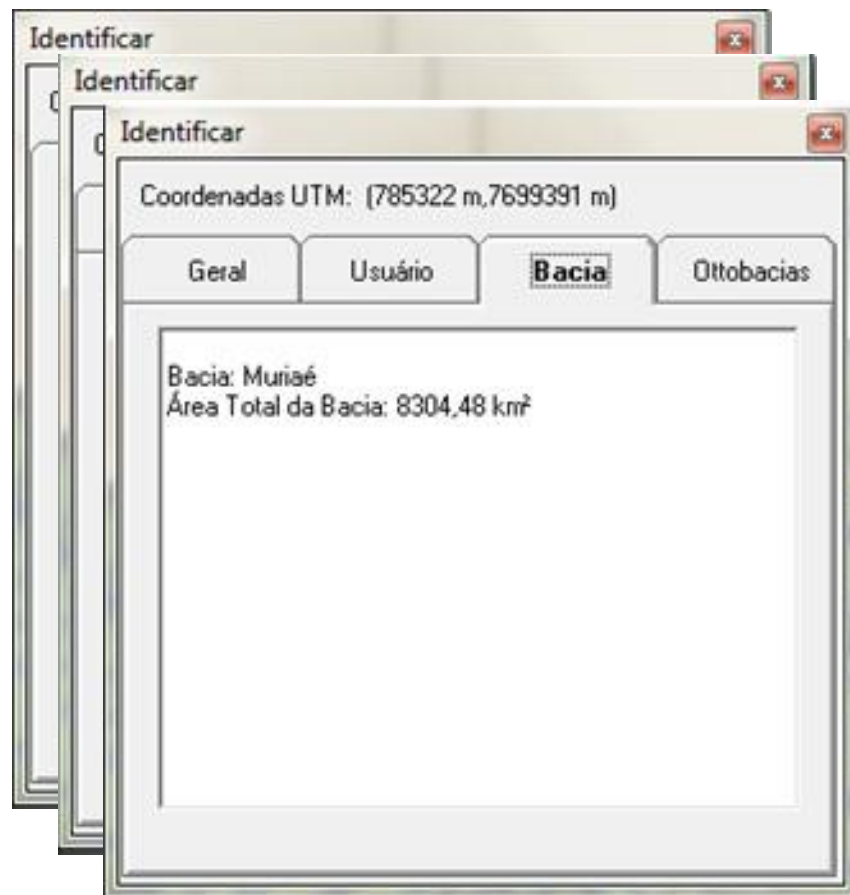 Identificar
Identificar
Identificar
Coordenadas UTM: (785322 m,7699391 m)
Geral Usuário Bacia Ottobacias
Bacia: Muriaé
Área Total da Bacia: 8304,48 km²